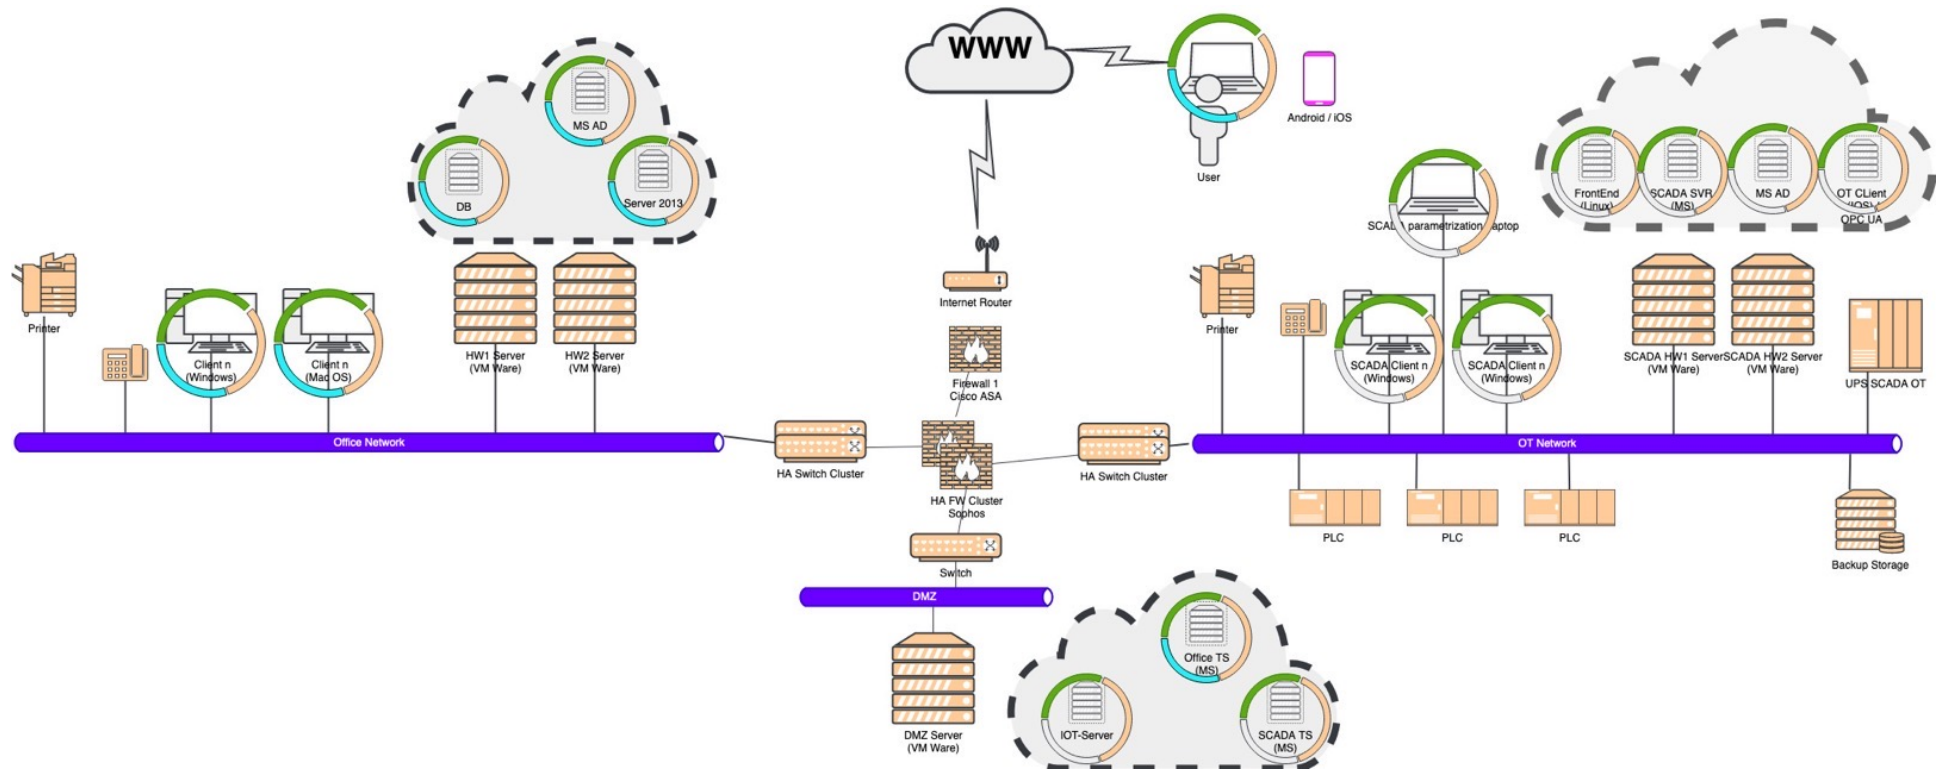 WWW
Android / iOS
User
MS AD
DB
Server 2013
FrontEnd
(Linux)
SCADA SVR
(MS)
MS AD
OT CLient
(IOS)
OPC UA
SCADA parametrization laptop
Internet Router
Printer
Client n
(Windows)
Client n
(Mac OS)
HW1 Server
(VM Ware)
HW2 Server
(VM Ware)
Firewall 1
Cisco ASA
Printer
SCADA Client n
(Windows)
SCADA Client n
(Windows)
SCADA HW1 Server
(VM Ware)
SCADA HW2 Server
(VM Ware)
UPS SCADA OT
Office Network
HA Switch Cluster
HA FW Cluster
Sophos
HA Switch Cluster
OT Network
PLC
PLC
PLC
Backup Storage
Switch
DMZ
DMZ Server
(VM Ware)
Office TS
(MS)
IOT-Server
SCADA TS
(MS)